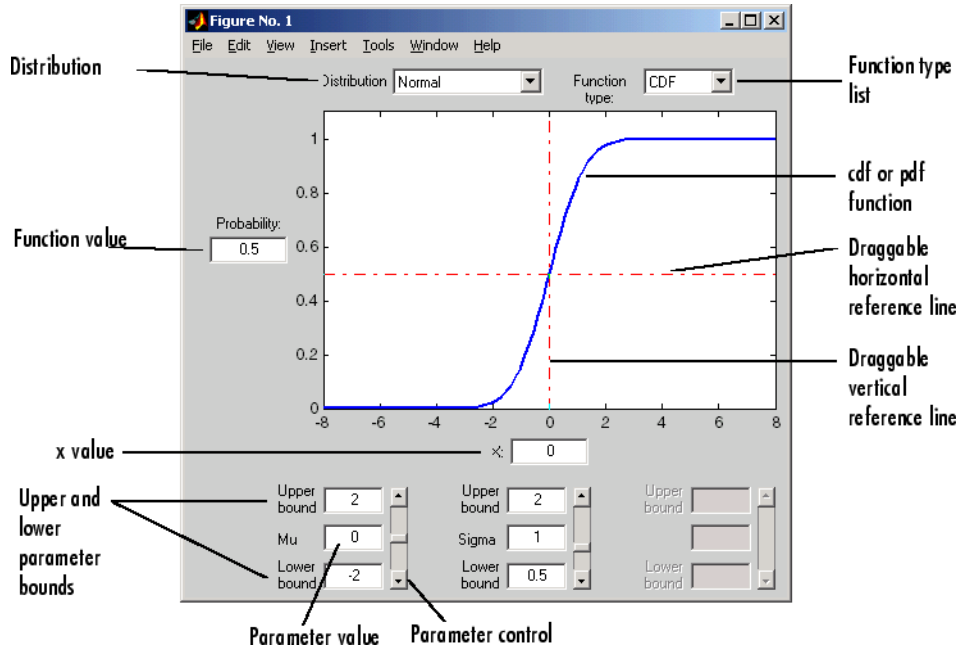 Figure No. 1
File Edit View Insert Tools Window Help
Distribution
Distribution Normal
Function
type:
CDF
Function type
list
1
0.8
0.6
0.4
0.2
0
-8 -6 -4 -2 0 2 4 6 8
cdf or pdf
function
Probability:
0.5
Function value
Draggable
horizontal
reference line
Draggable
vertical
reference line
x value
x: 0
Upper and
lower
parameter
bounds
Upper
bound
2
Mu 0
Lower
bound
-2
Upper
bound
2
Sigma 1
Lower
bound
0.5
Upper
bound
Lower
bound
Parameter value
Parameter control